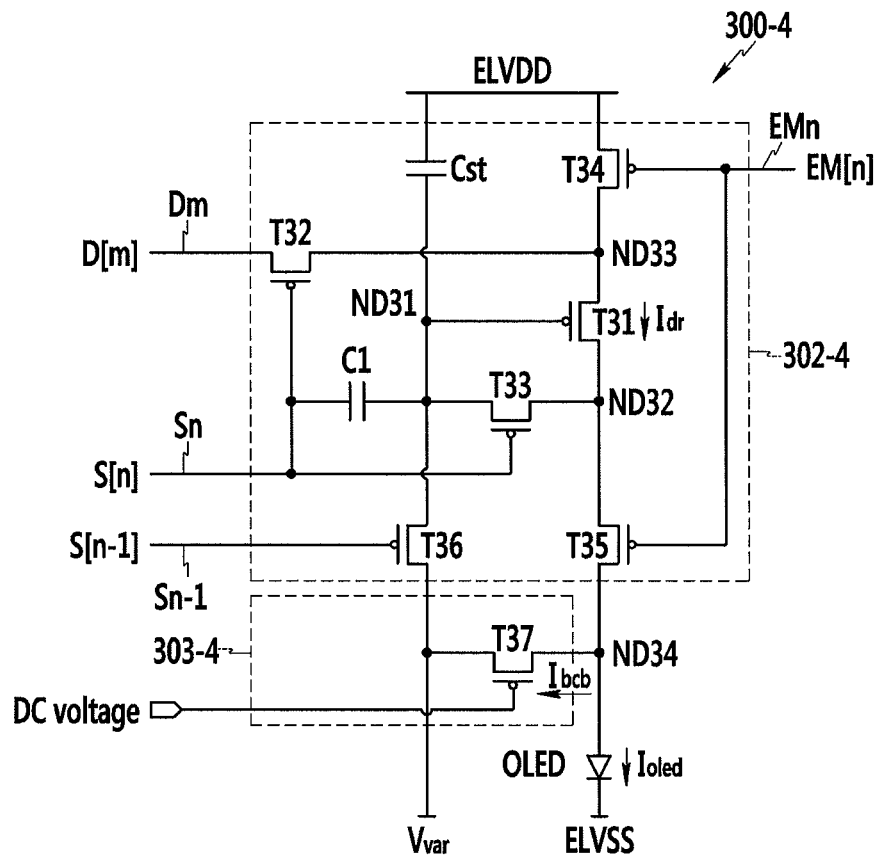 300-4
ELVDD
EMn
Cst
T34
EM[n]
Dm
T32
D[m]
ND33
ND31
T31
Idr
302-4
C1
T33
ND32
Sn
S[n]
S[n-1]
T36
T35
Sn-1
303-4
T37
ND34
Ibcb
DC voltage
OLED
Ioled
Vvar
ELVSS